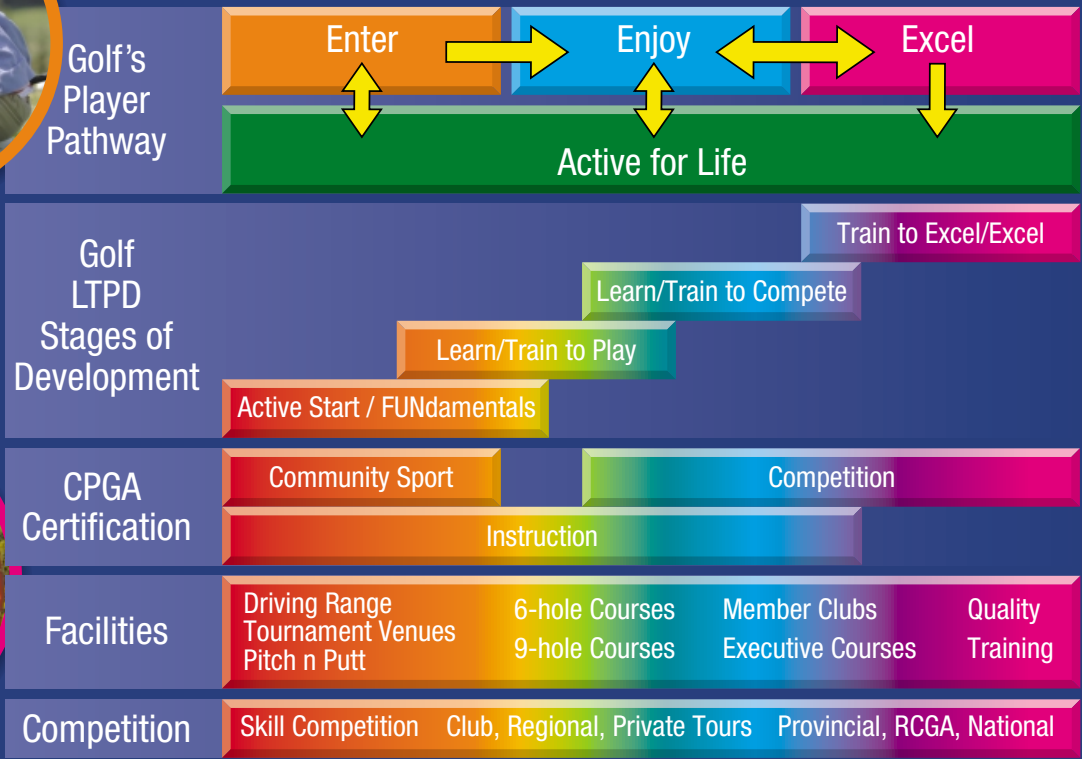 Golf's
Player
Pathway
Enter
Enjoy
Excel
Active for Life
Golf
LTPD
Stages of
Development
Train to Excel/Excel
Learn/Train to Compete
Learn/Train to Play
Active Start / FUNdamentals
CPGA
Certification
Community Sport
Competition
Instruction
Facilities
Driving Range
Tournament Venues
Pitch n Putt
6-hole Courses
9-hole Courses
Member Clubs
Executive Courses
Quality
Training
Competition
Skill Competition
Club, Regional, Private Tours
Provincial, RCGA, National